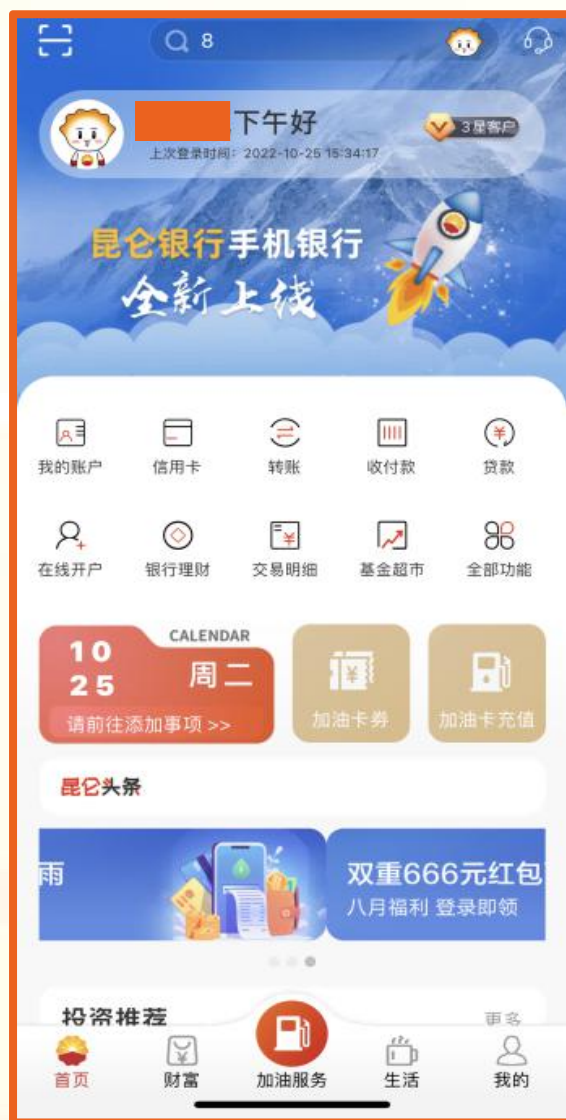 8
下午好
3星客户
上次登录时间：2022-10-25 15:34:17
昆仑银行手机银行
全新上线
我的账户 信用卡 转账 收付款 贷款
在线开户 银行理财 交易明细 基金超市 全部功能
CALENDAR
10
25
周二
请前往添加事项 >>
加油卡券
加油卡充值
昆仑头条
雨
双重666元红包
八月福利 登录即领
投资推荐 更多
首页 财富 加油服务 生活 我的